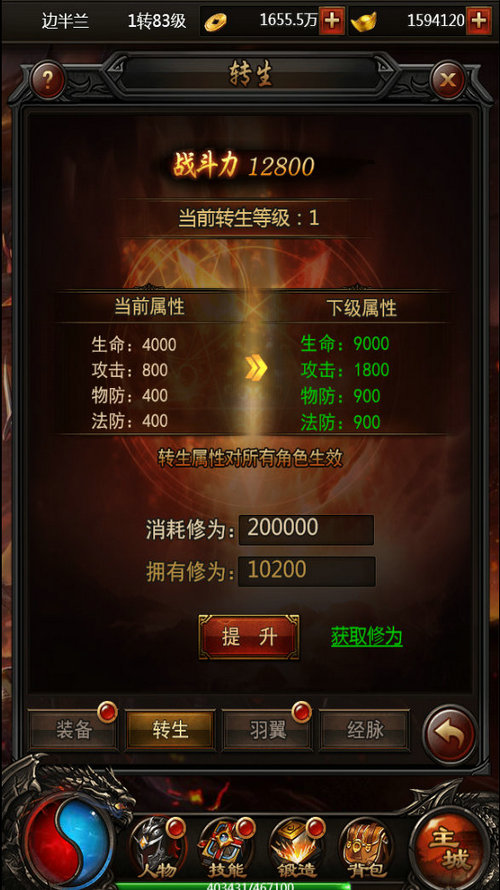 边半兰 1转83级 1655.5万 1594120
转生
战斗力 12800
当前转生等级：1
当前属性 下级属性
生命：4000 生命：9000
攻击：800 攻击：1800
物防：400 物防：900
法防：400 法防：900
转生属性对所有角色生效
消耗修为：200000
拥有修为：10200
提 升 获取修为
装备 转生 羽翼 经脉
人物 技能 锻造 背包 主城